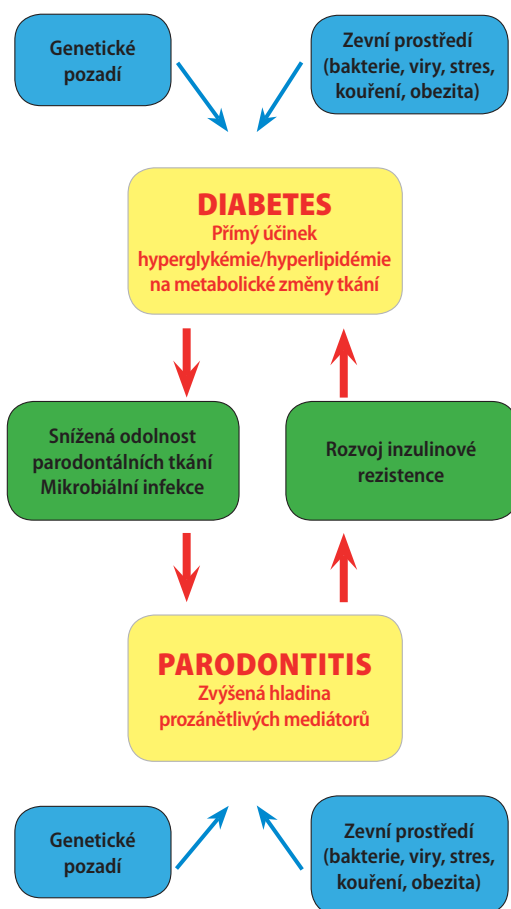 Genetické
pozadí
Zevní prostředí
(bakterie, viry, stres,
kouření, obezita)
DIABETES
Přímý účinek
hyperglykémie/hyperlipidémie
na metabolické změny tkání
Snížená odolnost
parodontálních tkání
Mikrobiální infekce
Rozvoj inzulinové
rezistence
PARODONTITIS
Zvýšená hladina
prozánětlivých mediátorů
Genetické
pozadí
Zevní prostředí
(bakterie, viry, stres,
kouření, obezita)